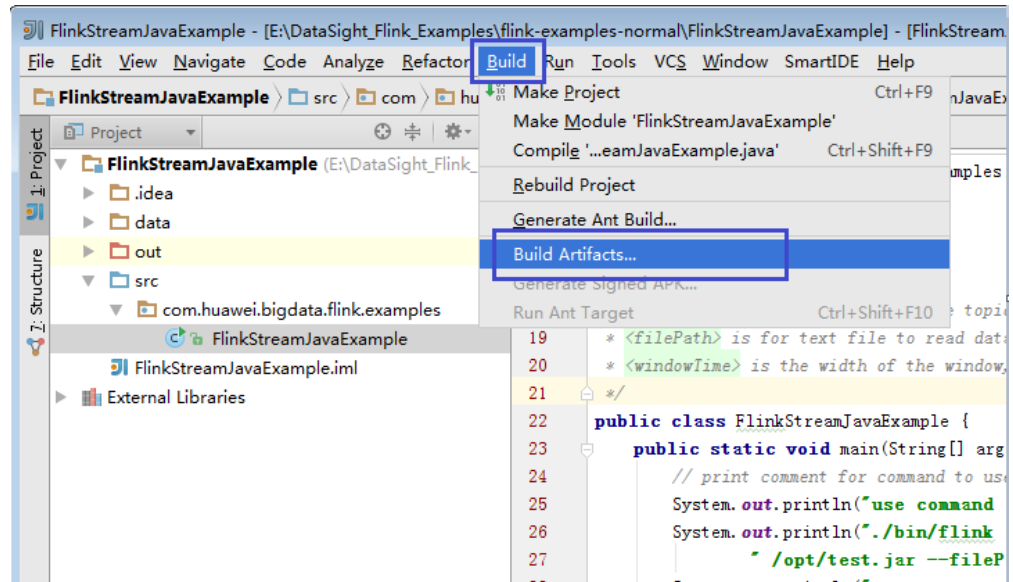 FlinkStreamJavaExample - [E:\DataSight_Flink_Examples\flink-examples-normal\FlinkStreamJavaExample] - [FlinkStream.
File Edit View Navigate Code Analyze Refactor Build Run Tools VCS Window SmartIDE Help
FlinkStreamJavaExample src com hu
Make Project Ctrl+F9
Make Module 'FlinkStreamJavaExample'
Compile '...eamJavaExample.java' Ctrl+Shift+F9
Rebuild Project
Generate Ant Build...
Build Artifacts...
Generate Signed APK...
Run Ant Target Ctrl+Shift+F10
1: Project
7: Structure
Project
FlinkStreamJavaExample (E:\DataSight_Flink_
.idea
data
out
src
com.huawei.bigdata.flink.examples
FlinkStreamJavaExample
FlinkStreamJavaExample.iml
External Libraries
nJavaEx
amples
topic
19 * <filePath> is for text file to read data
20 * <windowTime> is the width of the window,
21 */
22 public class FlinkStreamJavaExample {
23 public static void main(String[] arg
24 // print comment for command to use
25 System.out.println("use command
26 System.out.println("./bin/flink
27 " /opt/test.jar --fileP